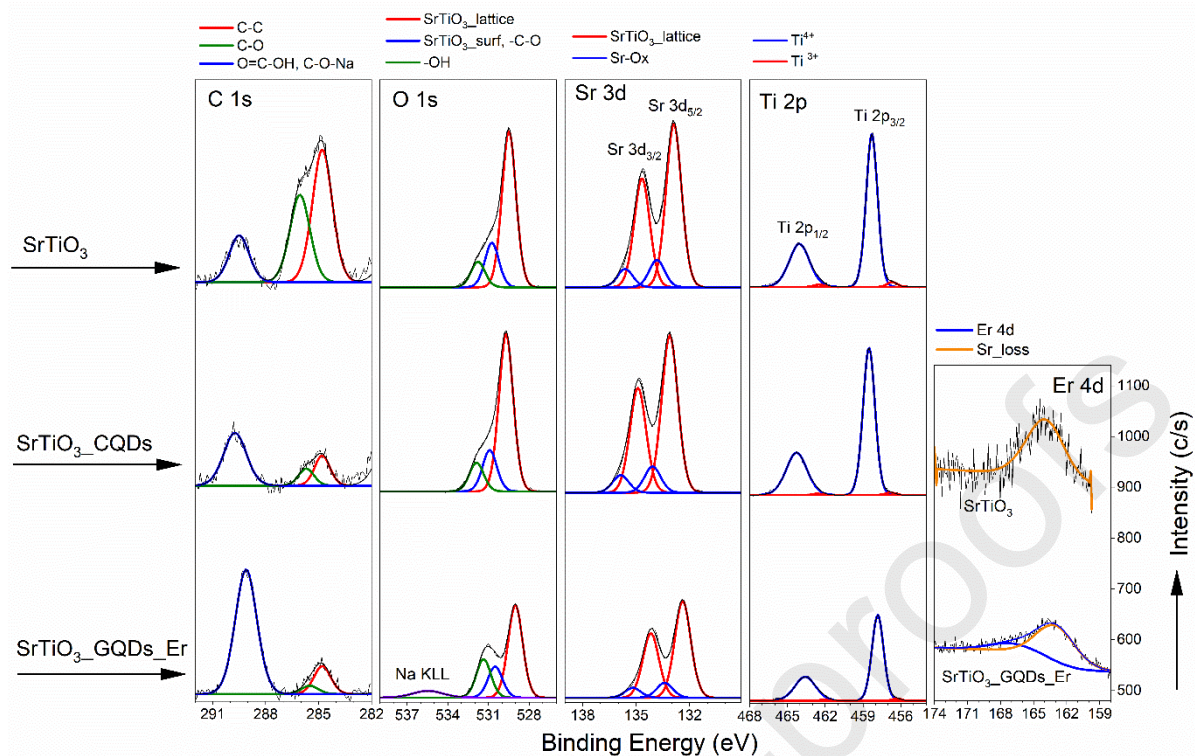 C-C
C-O
O=C-OH, C-O-Na
SrTiO₃_lattice
SrTiO₃_surf, -C-O
-OH
SrTiO₃_lattice
Sr-Ox
Ti⁴⁺
Ti ³⁺
C 1s
O 1s
Sr 3d
Sr 3d₅/₂
Sr 3d₃/₂
Ti 2p
Ti 2p₃/₂
Ti 2p₁/₂
SrTiO₃
SrTiO₃_CQDs
SrTiO₃_GQDs_Er
Na KLL
Er 4d
Sr_loss
Er 4d
SrTiO₃
SrTiO₃_GQDs_Er
1100
1000
900
800
700
600
500
Intensity (c/s)
291 288 285 282
537 534 531 528
138 135 132
468 465 462 459 456
174 171 168 165 162 158
Binding Energy (eV)
proofs